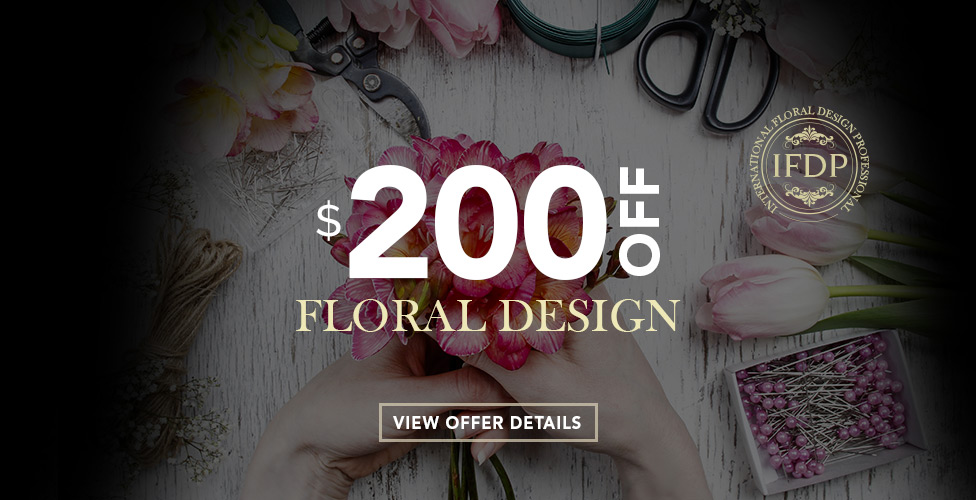 $200 OFF
FLORAL DESIGN
VIEW OFFER DETAILS
INTERNATIONAL FLORAL DESIGN PROFESSIONAL
IFDP